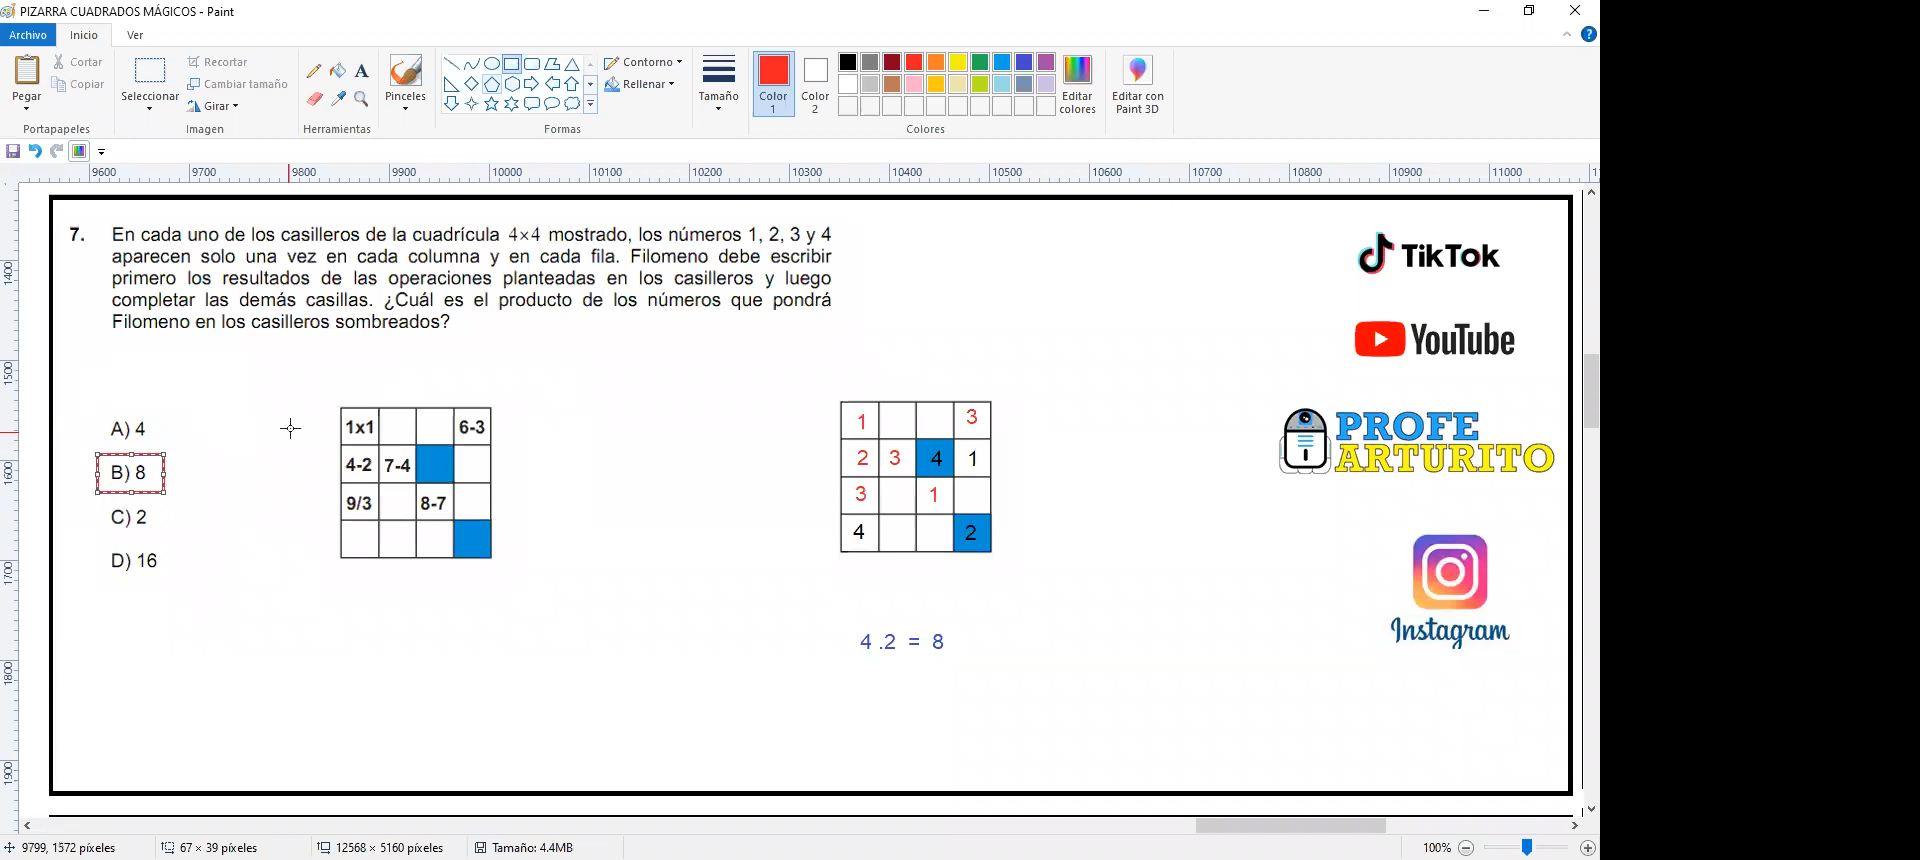 PIZARRA CUADRADOS MÁGICOS - Paint
Archivo
Inicio
Ver
Pegar
Cortar
Copiar
Portapapeles
Seleccionar
Recortar
Cambiar tamaño
Girar
Imagen
A
Herramientas
Pinceles
Contorno
Rellenar
Formas
Tamaño
Color 1
Color 2
Editar colores
Colores
Editar con Paint 3D
9600 9700 9800 9900 10000 10100 10200 10300 10400 10500 10600 10700 10800 10900 11000
1400
1500
1600
1700
1800
1900
7. En cada uno de los casilleros de la cuadrícula 4×4 mostrado, los números 1, 2, 3 y 4
aparecen solo una vez en cada columna y en cada fila. Filomeno debe escribir
primero los resultados de las operaciones planteadas en los casilleros y luego
completar las demás casillas. ¿Cuál es el producto de los números que pondrá
Filomeno en los casilleros sombreados?
A) 4
B) 8
C) 2
D) 16
1x1 6-3
4-2 7-4
9/3 8-7
1 3
2 3 4 1
3 1
4 2
4 .2 = 8
TikTok
YouTube
PROFE
ARTURITO
Instagram
9799, 1572 píxeles
67 × 39 píxeles
12568 × 5160 píxeles
Tamaño: 4.4MB
100%